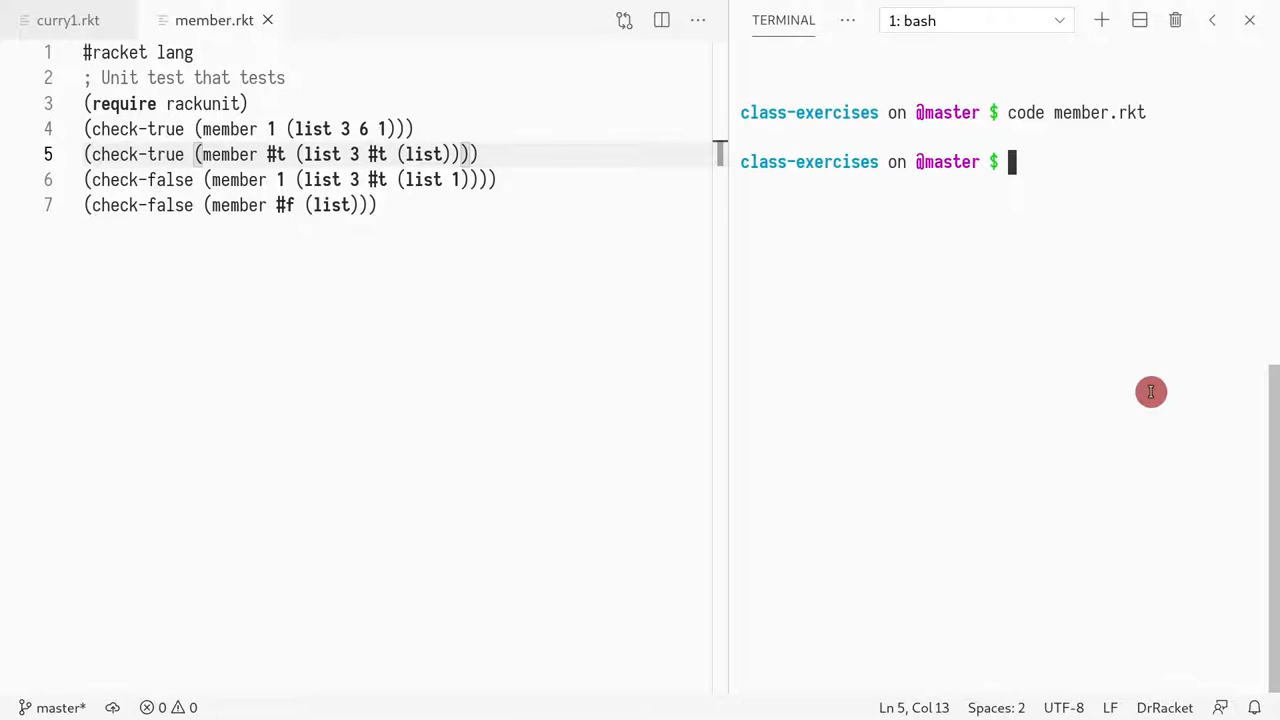 curry1.rkt member.rkt
1 #racket lang
2 ; Unit test that tests
3 (require rackunit)
4 (check-true (member 1 (list 3 6 1)))
5 (check-true (member #t (list 3 #t (list))))
6 (check-false (member 1 (list 3 #t (list 1))))
7 (check-false (member #f (list)))
TERMINAL ··· 1: bash
class-exercises on @master $ code member.rkt
class-exercises on @master $
master* 0 0 Ln 5, Col 13 Spaces: 2 UTF-8 LF DrRacket